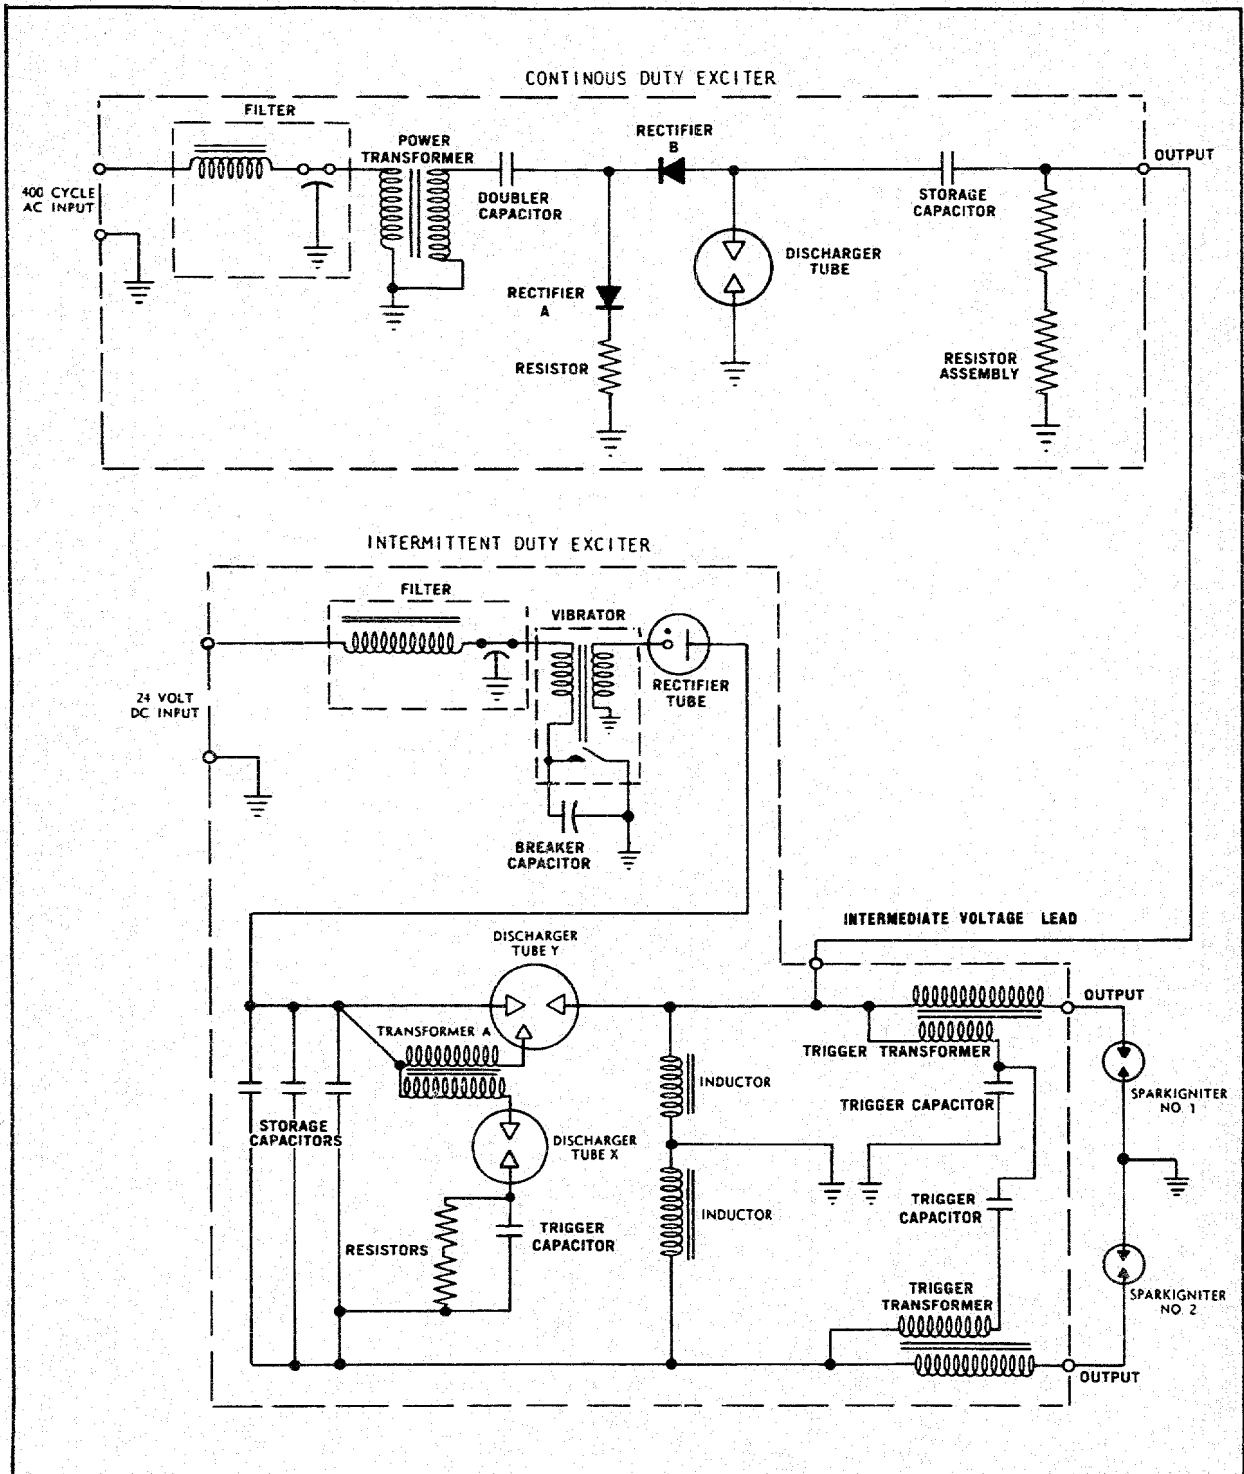 CONTINOUS DUTY EXCITER
FILTER
POWER
TRANSFORMER
RECTIFIER
B
OUTPUT
400 CYCLE
AC INPUT
DOUBLER
CAPACITOR
STORAGE
CAPACITOR
DISCHARGER
TUBE
RECTIFIER
A
RESISTOR
RESISTOR
ASSEMBLY
INTERMITTENT DUTY EXCITER
FILTER
VIBRATOR
RECTIFIER
TUBE
24 VOLT
DC INPUT
BREAKER
CAPACITOR
INTERMEDIATE VOLTAGE LEAD
DISCHARGER
TUBE Y
OUTPUT
TRANSFORMER A
TRIGGER TRANSFORMER
INDUCTOR
TRIGGER CAPACITOR
SPARKIGNITER
NO. 1
STORAGE
CAPACITORS
DISCHARGER
TUBE X
TRIGGER
CAPACITOR
INDUCTOR
RESISTORS
TRIGGER
CAPACITOR
TRIGGER
TRANSFORMER
SPARKIGNITER
NO. 2
OUTPUT